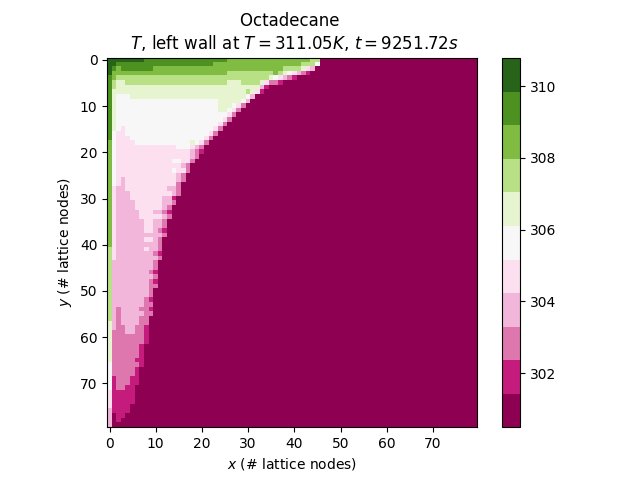 Octadecane
T, left wall at T = 311.05K, t = 9251.72s
0
10
20
30
40
50
60
70
y (# lattice nodes)
0 10 20 30 40 50 60 70
x (# lattice nodes)
310
308
306
304
302